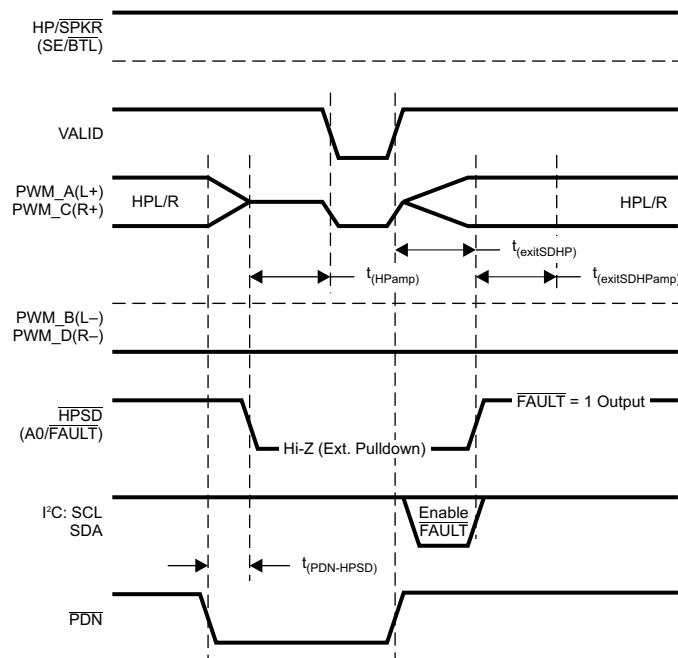 HP/SPKR
(SE/BTL)
VALID
PWM_A(L+)
PWM_C(R+)
HPL/R
HPL/R
t(exitSDHP)
t(HPamp)
t(exitSDHPamp)
PWM_B(L–)
PWM_D(R–)
HPSD
(A0/FAULT)
FAULT = 1 Output
Hi-Z (Ext. Pulldown)
I²C: SCL
SDA
Enable
FAULT
t(PDN-HPSD)
PDN